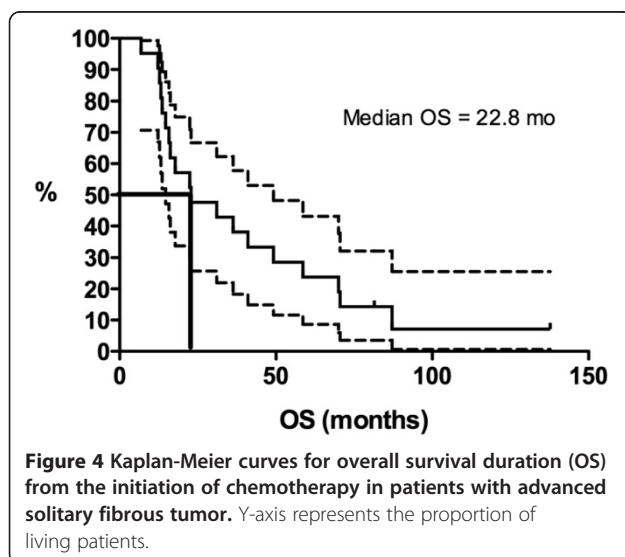 100
90
80
70
60
50
40
30
20
10
0
%
Median OS = 22.8 mo
0 50 100 150
OS (months)
Figure 4 Kaplan-Meier curves for overall survival duration (OS)
from the initiation of chemotherapy in patients with advanced
solitary fibrous tumor. Y-axis represents the proportion of
living patients.